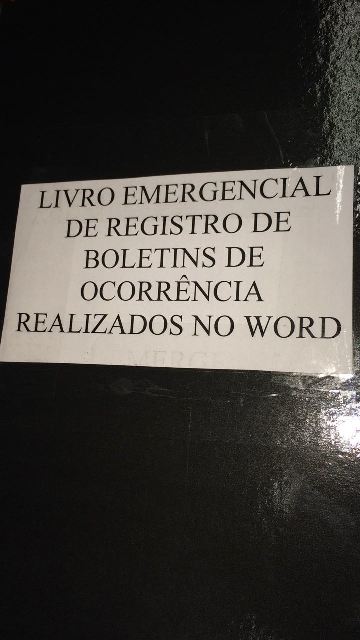 LIVRO EMERGENCIAL
DE REGISTRO DE
BOLETINS DE
OCORRÊNCIA
REALIZADOS NO WORD